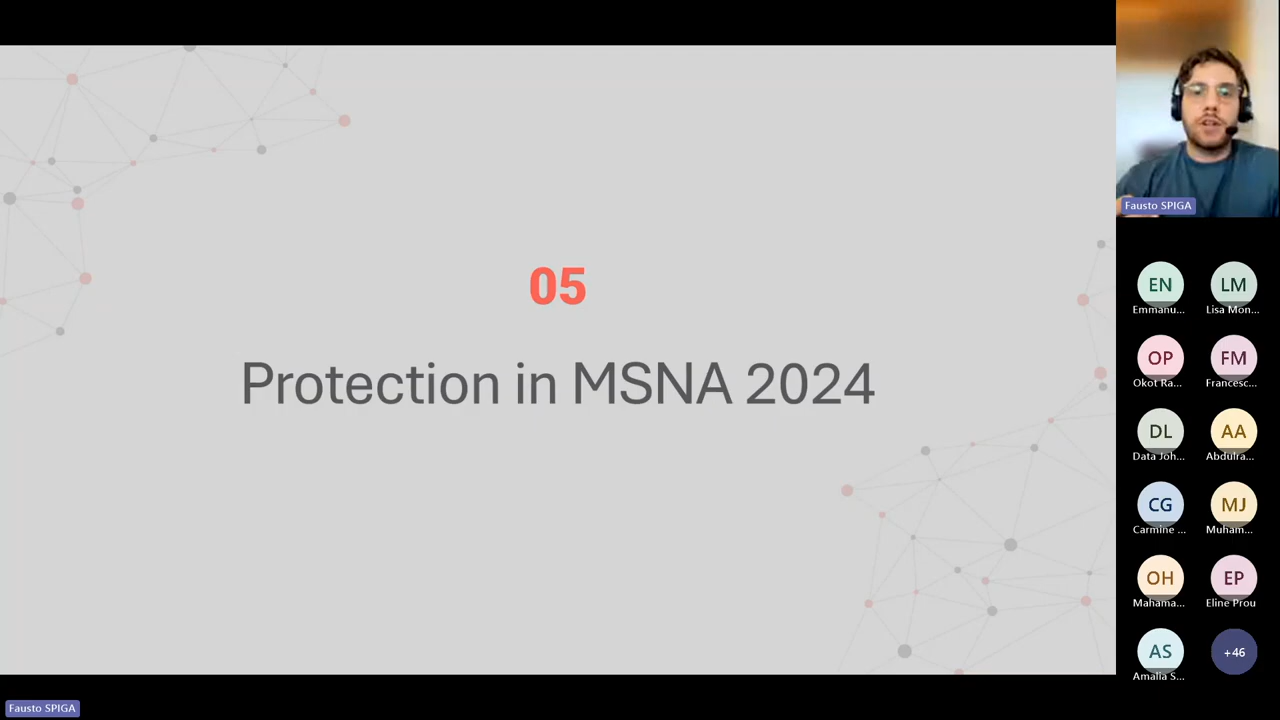 05
Protection in MSNA 2024
Fausto SPIGA
EN
Emmanu...
LM
Lisa Mon...
OP
Okot Ra...
FM
Francesc...
DL
Data Joh...
AA
Abdulra...
CG
Carmine ...
MJ
Muham...
OH
Mahama...
EP
Eline Prou
AS
Amalia S...
+46
Fausto SPIGA